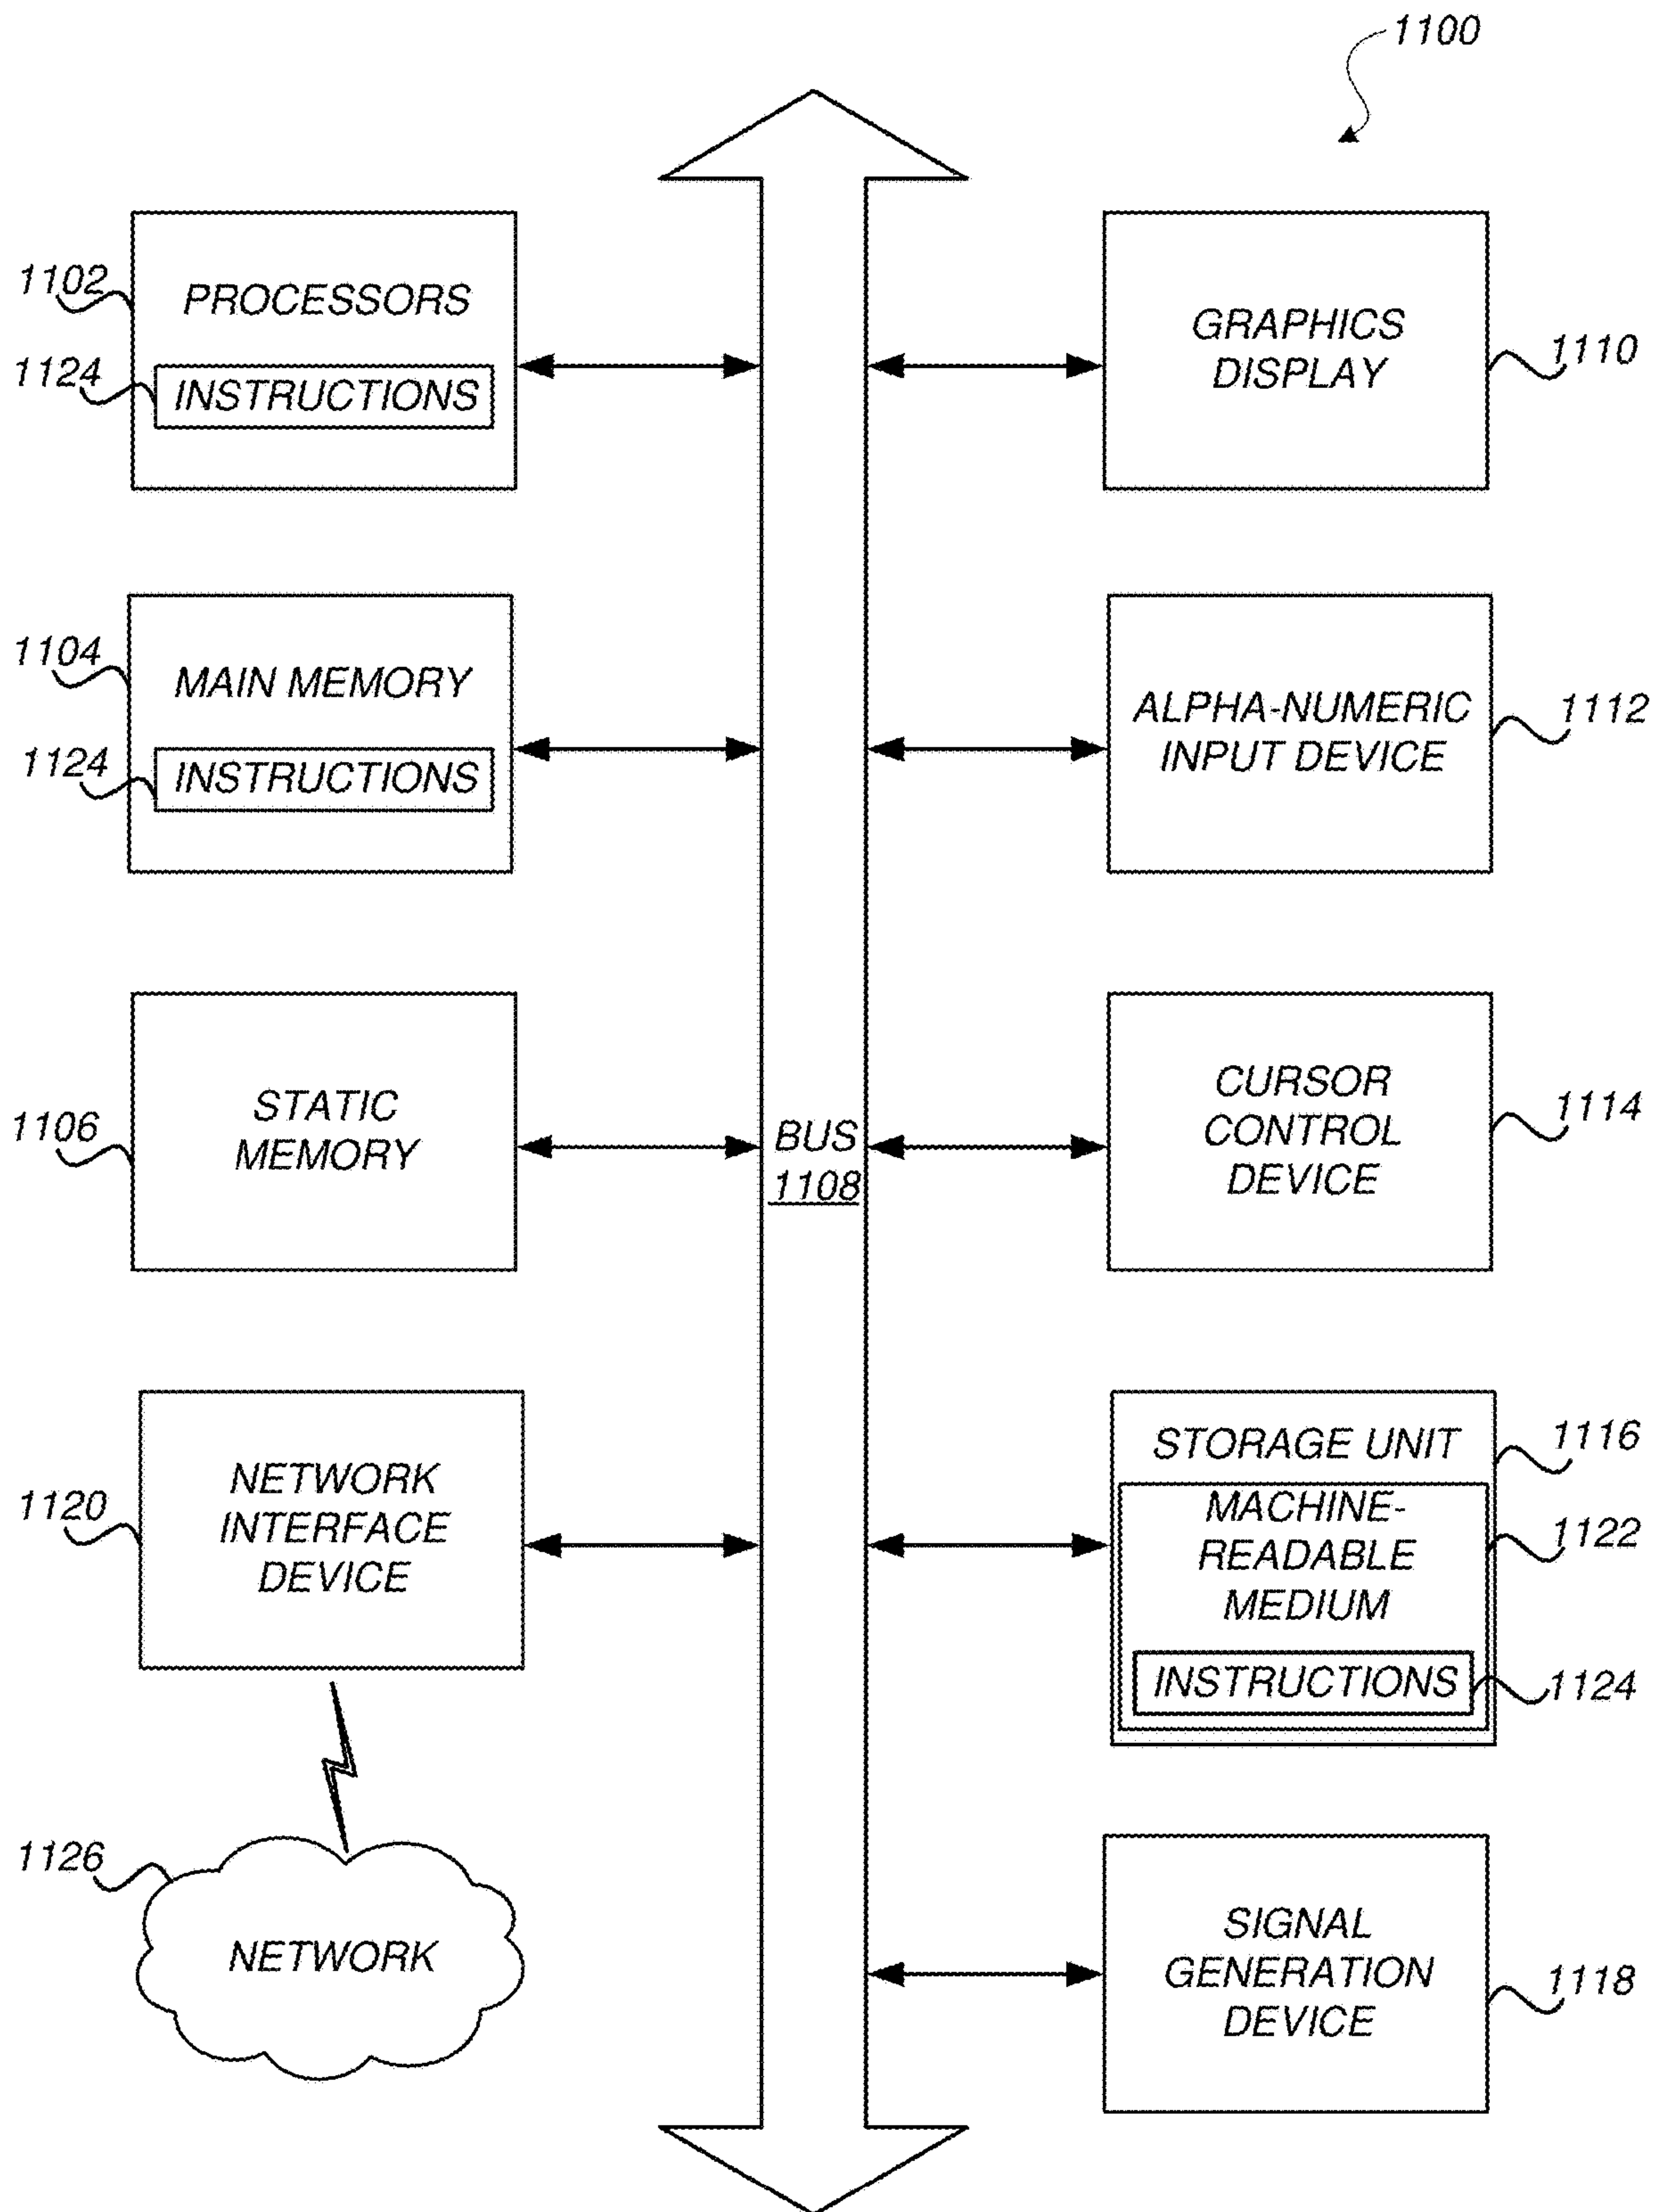 1100
1102
PROCESSORS
1124
INSTRUCTIONS
GRAPHICS
DISPLAY
1110
1104
MAIN MEMORY
1124
INSTRUCTIONS
ALPHA-NUMERIC
INPUT DEVICE
1112
1106
STATIC
MEMORY
BUS
1108
CURSOR
CONTROL
DEVICE
1114
1120
NETWORK
INTERFACE
DEVICE
STORAGE UNIT
1116
MACHINE-
READABLE
MEDIUM
1122
INSTRUCTIONS
1124
1126
NETWORK
SIGNAL
GENERATION
DEVICE
1118